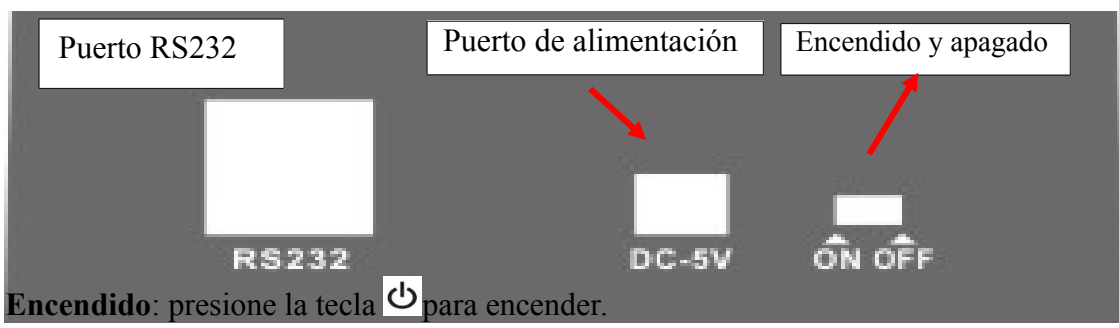 Puerto RS232
Puerto de alimentación
Encendido y apagado
RS232
DC-5V
ON OFF
Encendido: presione la tecla para encender.